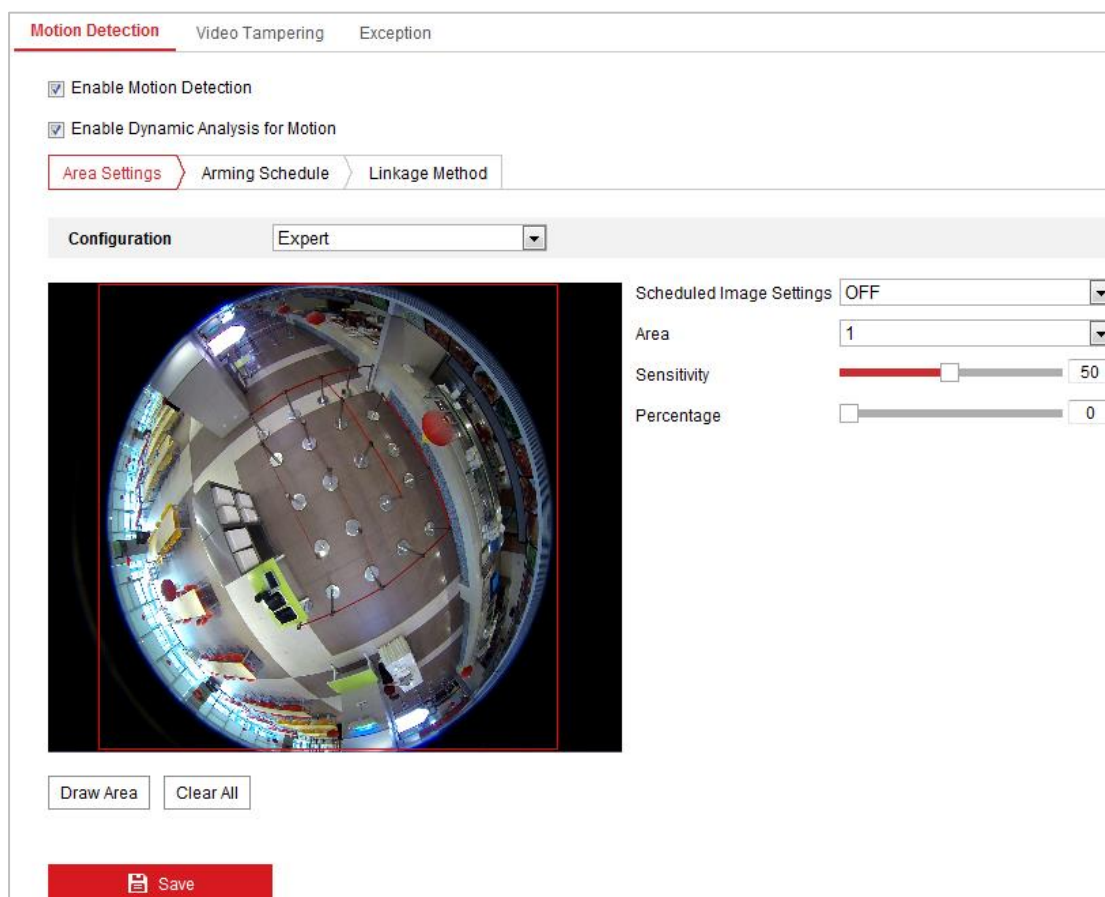 Motion Detection Video Tampering Exception
Enable Motion Detection
Enable Dynamic Analysis for Motion
Area Settings Arming Schedule Linkage Method
Configuration Expert
Scheduled Image Settings OFF
Area 1
Sensitivity 50
Percentage 0
Draw Area Clear All
Save